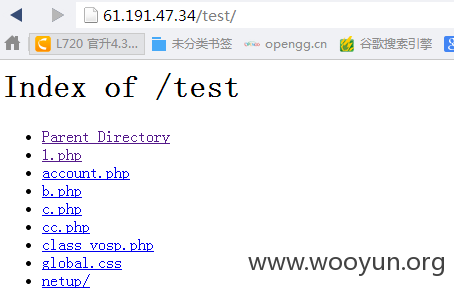 61.191.47.34/test/
L720 官升4.3...
未分类书签
opengg.cn
谷歌搜索引擎
Index of /test
Parent Directory
1.php
account.php
b.php
c.php
cc.php
class_vosp.php
global.css
netup/
www.wooyun.org